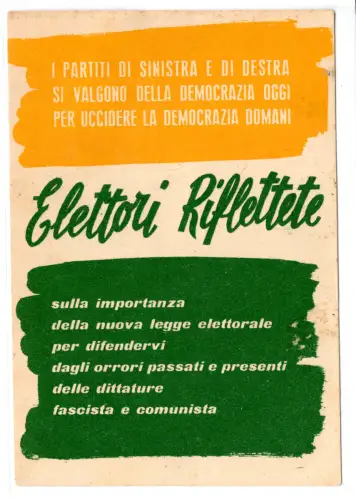 I PARTITI DI SINISTRA E DI DESTRA
SI VALGONO DELLA DEMOCRAZIA OGGI
PER UCCIDERE LA DEMOCRAZIA DOMANI
Elettori Riflettete
sulla importanza
della nuova legge elettorale
per difendervi
dagli orrori passati e presenti
delle dittature
fascista e comunista